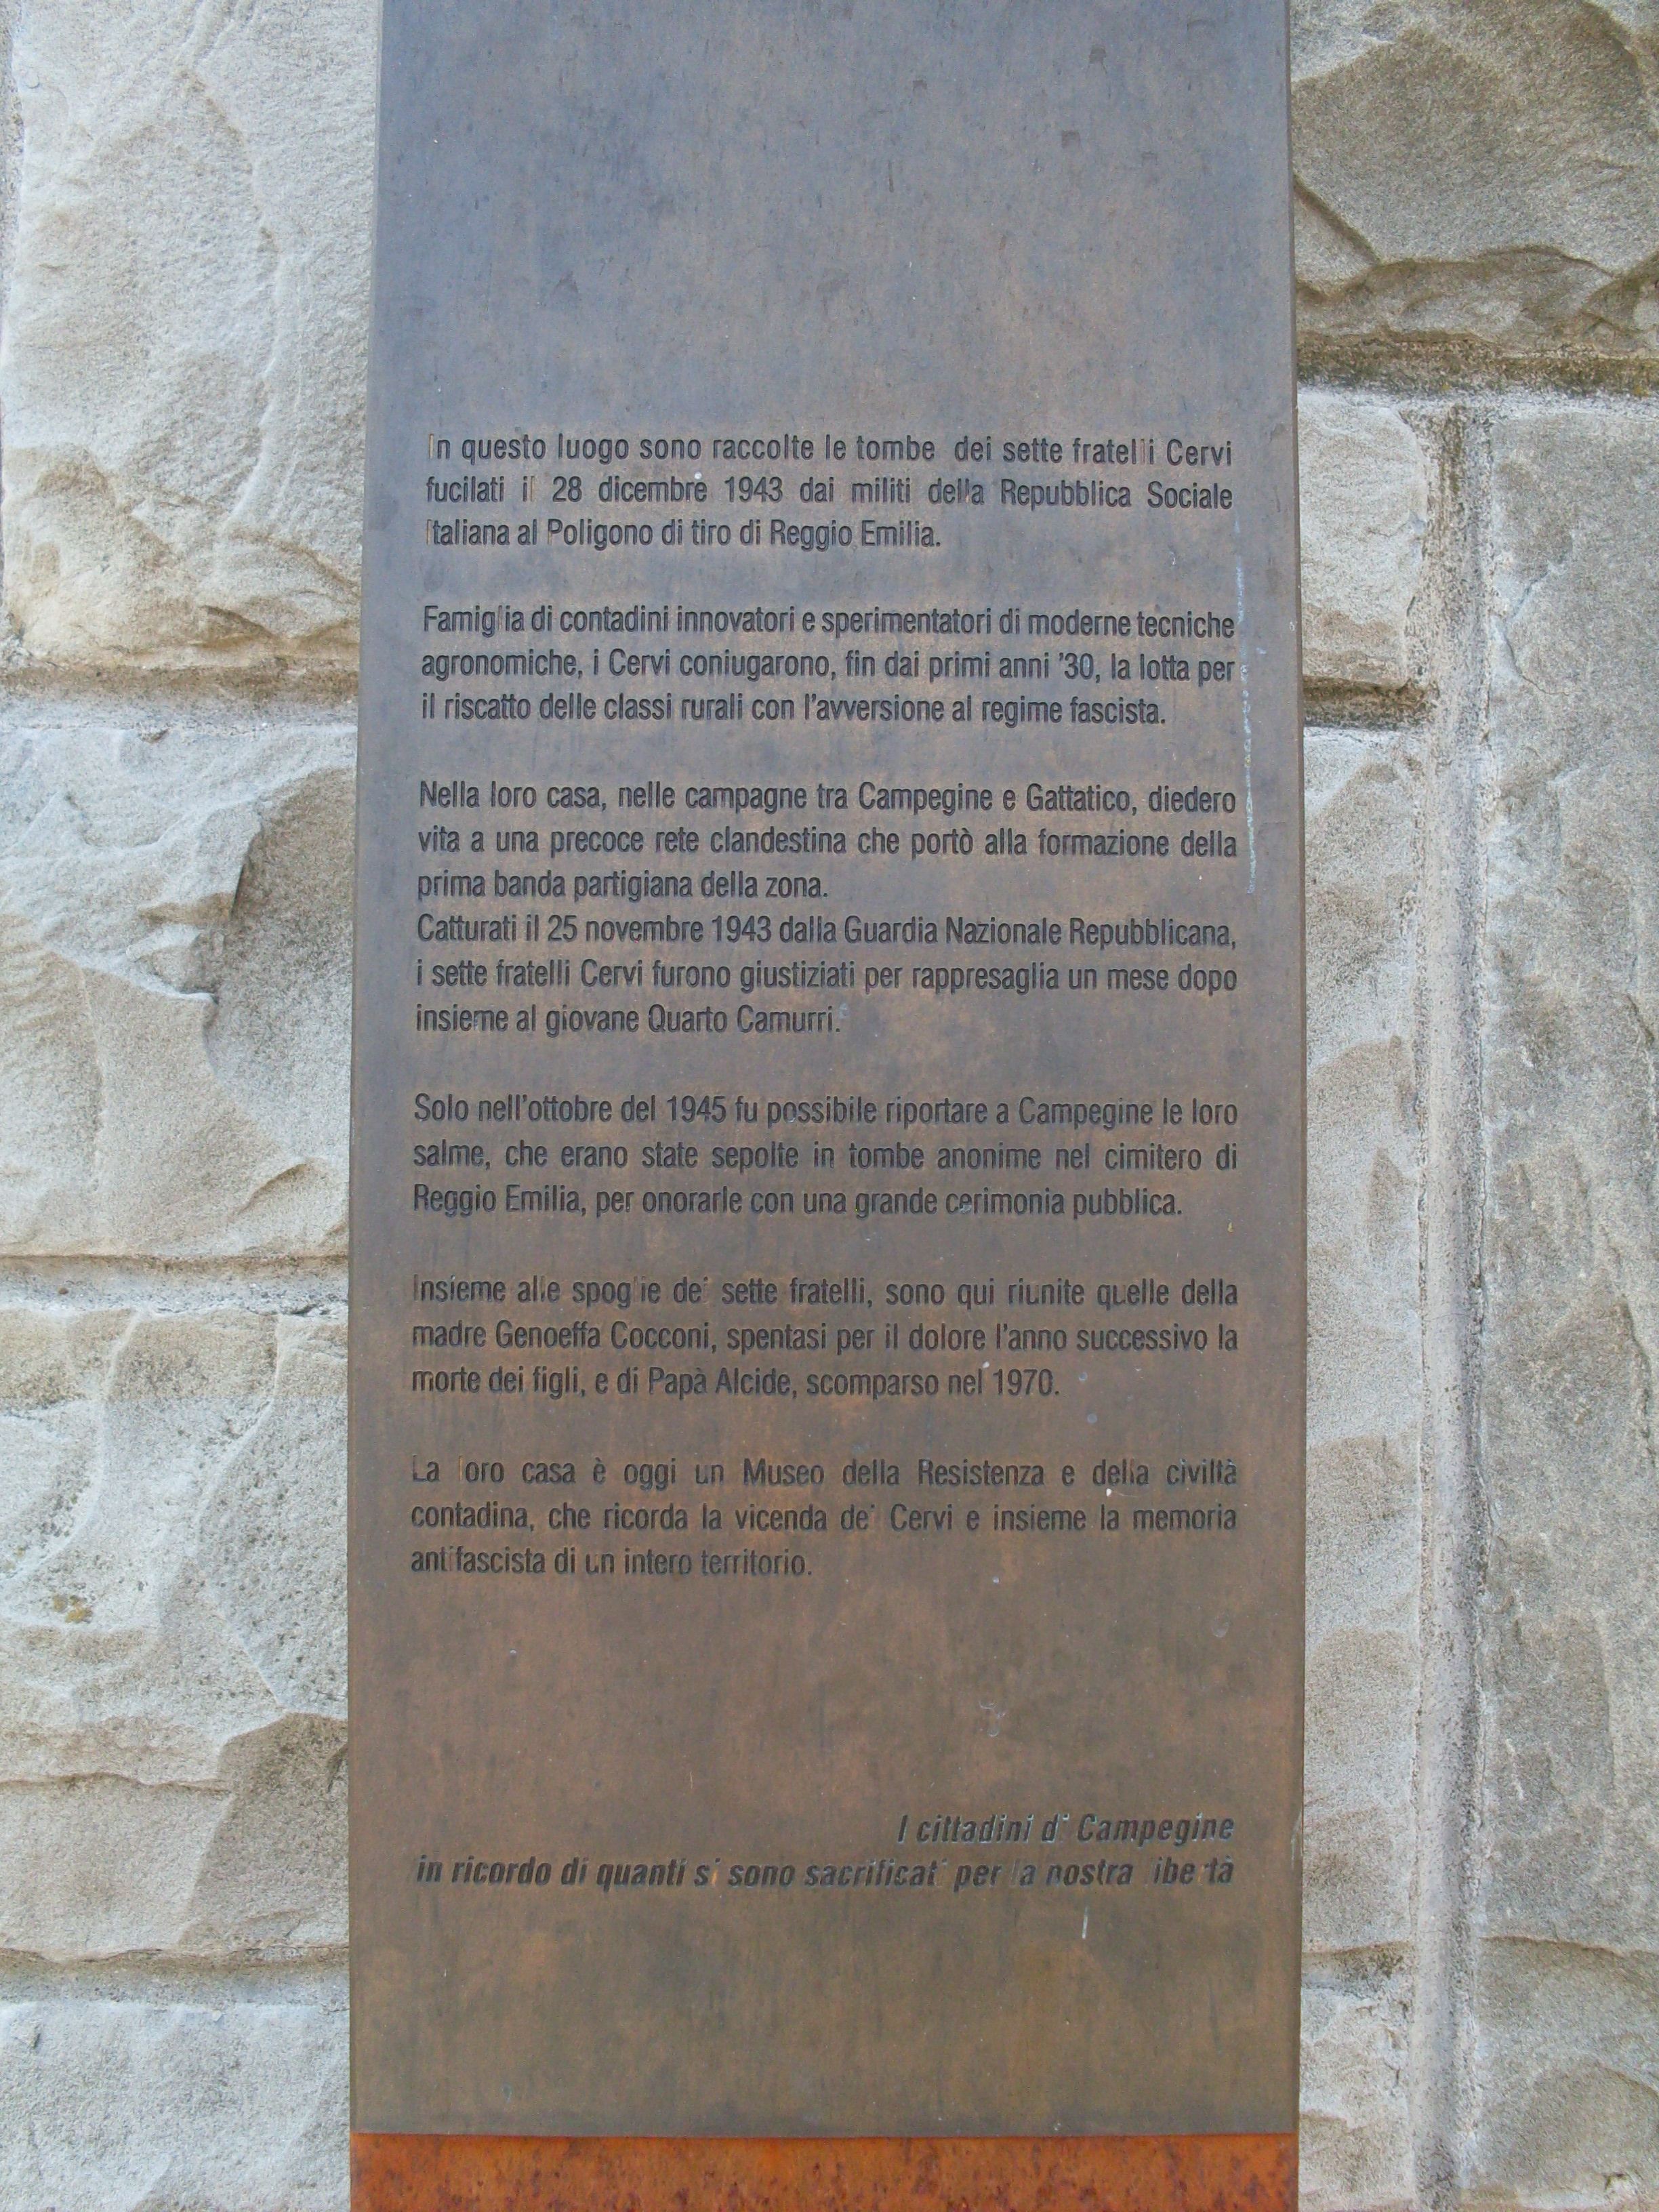 In questo luogo sono raccolte le tombe dei sette fratelli Cervi
fucilati il 28 dicembre 1943 dai militi della Repubblica Sociale
Italiana al Poligono di tiro di Reggio Emilia.
Famiglia di contadini innovatori e sperimentatori di moderne tecniche
agronomiche, i Cervi coniugarono, fin dai primi anni '30, la lotta per
il riscatto delle classi rurali con l'avversione al regime fascista.
Nella loro casa, nelle campagne tra Campegine e Gattatico, diedero
vita a una precoce rete clandestina che portò alla formazione della
prima banda partigiana della zona.
Catturati il 25 novembre 1943 dalla Guardia Nazionale Repubblicana,
i sette fratelli Cervi furono giustiziati per rappresaglia un mese dopo
insieme al giovane Quarto Camurri.
Solo nell'ottobre del 1945 fu possibile riportare a Campegine le loro
salme, che erano state sepolte in tombe anonime nel cimitero di
Reggio Emilia, per onorarle con una grande cerimonia pubblica.
Insieme alle spoglie dei sette fratelli, sono qui riunite quelle della
madre Genoeffa Cocconi, spentasi per il dolore l'anno successivo la
morte dei figli, e di Papà Alcide, scomparso nel 1970.
La loro casa è oggi un Museo della Resistenza e della civiltà
contadina, che ricorda la vicenda dei Cervi e insieme la memoria
antifascista di un intero territorio.
I cittadini di Campegine
in ricordo di quanti si sono sacrificati per la nostra libertà